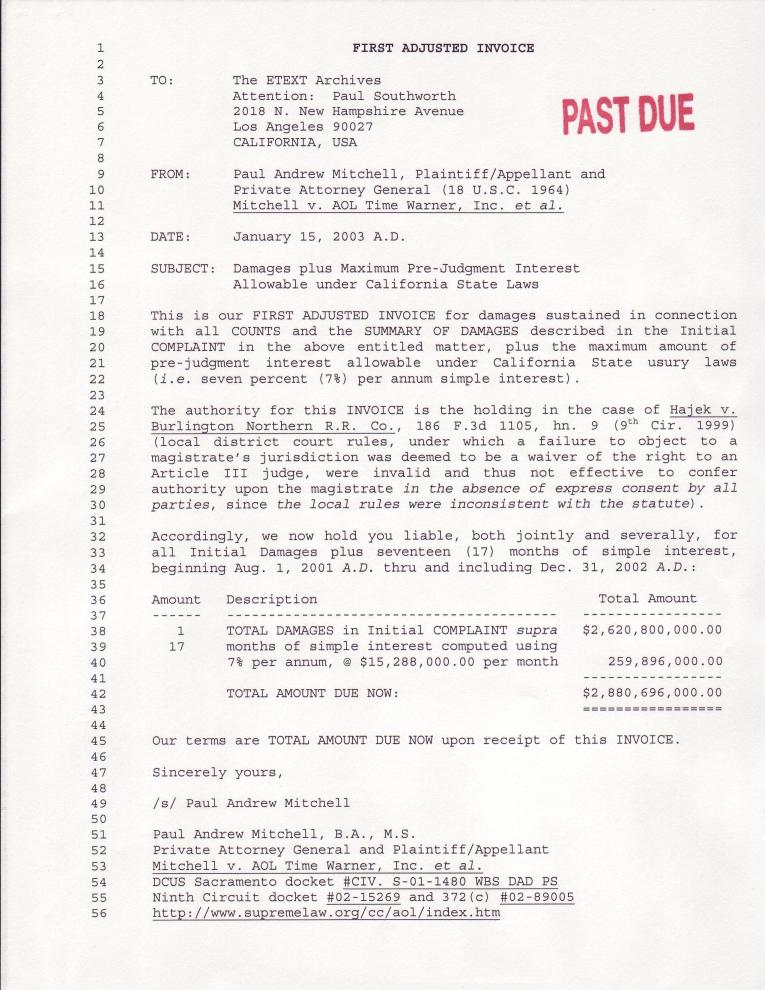 1 FIRST ADJUSTED INVOICE
2
3 TO: The ETEXT Archives
4 Attention: Paul Southworth
5 2018 N. New Hampshire Avenue
6 Los Angeles 90027
7 CALIFORNIA, USA
PAST DUE
8
9 FROM: Paul Andrew Mitchell, Plaintiff/Appellant and
10 Private Attorney General (18 U.S.C. 1964)
11 Mitchell v. AOL Time Warner, Inc. et al.
12
13 DATE: January 15, 2003 A.D.
14
15 SUBJECT: Damages plus Maximum Pre-Judgment Interest
16 Allowable under California State Laws
17
18 This is our FIRST ADJUSTED INVOICE for damages sustained in connection
19 with all COUNTS and the SUMMARY OF DAMAGES described in the Initial
20 COMPLAINT in the above entitled matter, plus the maximum amount of
21 pre-judgment interest allowable under California State usury laws
22 (i.e. seven percent (7%) per annum simple interest).
23
24 The authority for this INVOICE is the holding in the case of Hajek v.
25 Burlington Northern R.R. Co., 186 F.3d 1105, hn. 9 (9th Cir. 1999)
26 (local district court rules, under which a failure to object to a
27 magistrate's jurisdiction was deemed to be a waiver of the right to an
28 Article III judge, were invalid and thus not effective to confer
29 authority upon the magistrate in the absence of express consent by all
30 parties, since the local rules were inconsistent with the statute).
31
32 Accordingly, we now hold you liable, both jointly and severally, for
33 all Initial Damages plus seventeen (17) months of simple interest,
34 beginning Aug. 1, 2001 A.D. thru and including Dec. 31, 2002 A.D.:
35
36 Amount Description Total Amount
37 ------ ---------------------------------------- -----------------
38 1 TOTAL DAMAGES in Initial COMPLAINT supra $2,620,800,000.00
39 17 months of simple interest computed using
40 7% per annum, @ $15,288,000.00 per month 259,896,000.00
41 -----------------
42 TOTAL AMOUNT DUE NOW: $2,880,696,000.00
43 =================
44
45 Our terms are TOTAL AMOUNT DUE NOW upon receipt of this INVOICE.
46
47 Sincerely yours,
48
49 /s/ Paul Andrew Mitchell
50
51 Paul Andrew Mitchell, B.A., M.S.
52 Private Attorney General and Plaintiff/Appellant
53 Mitchell v. AOL Time Warner, Inc. et al.
54 DCUS Sacramento docket #CIV. S-01-1480 WBS DAD PS
55 Ninth Circuit docket #02-15269 and 372(c) #02-89005
56 http://www.supremelaw.org/cc/aol/index.htm